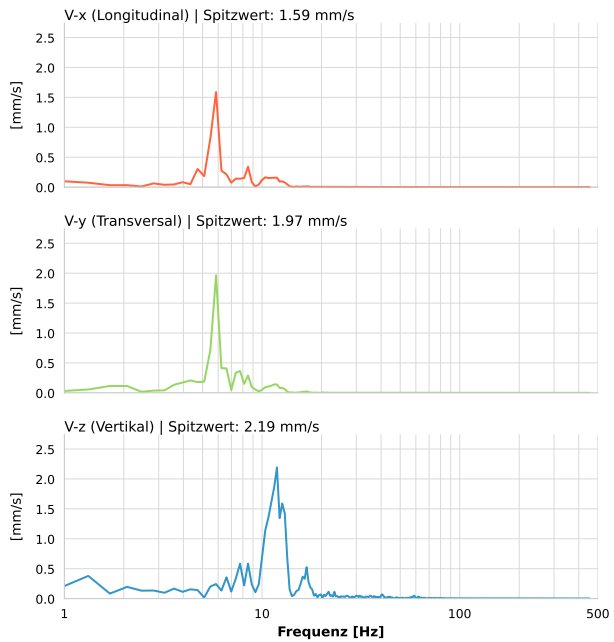 V-x (Longitudinal) | Spitzwert: 1.59 mm/s
2.5
2.0
1.5
1.0
0.5
0.0
[mm/s]
V-y (Transversal) | Spitzwert: 1.97 mm/s
2.5
2.0
1.5
1.0
0.5
0.0
[mm/s]
V-z (Vertikal) | Spitzwert: 2.19 mm/s
2.5
2.0
1.5
1.0
0.5
0.0
[mm/s]
1 10 100 500
Frequenz [Hz]